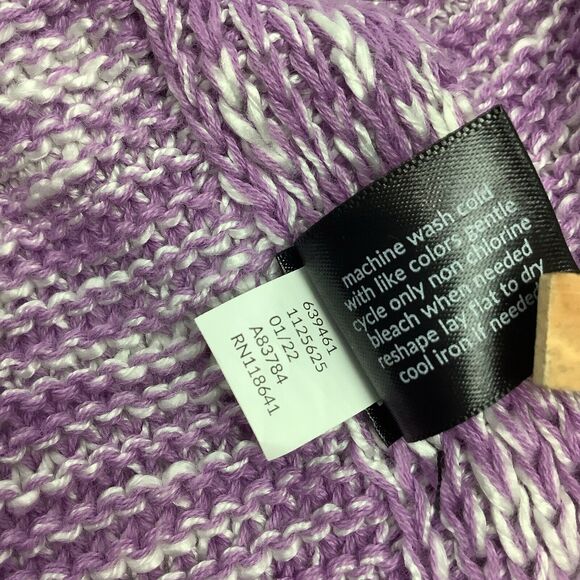 machine wash cold
with like colors gentle
cycle only non chlorine
bleach when needed
reshape lay flat to dry
cool iron if needed
639461
1125625
01/22
A83784
RN118641